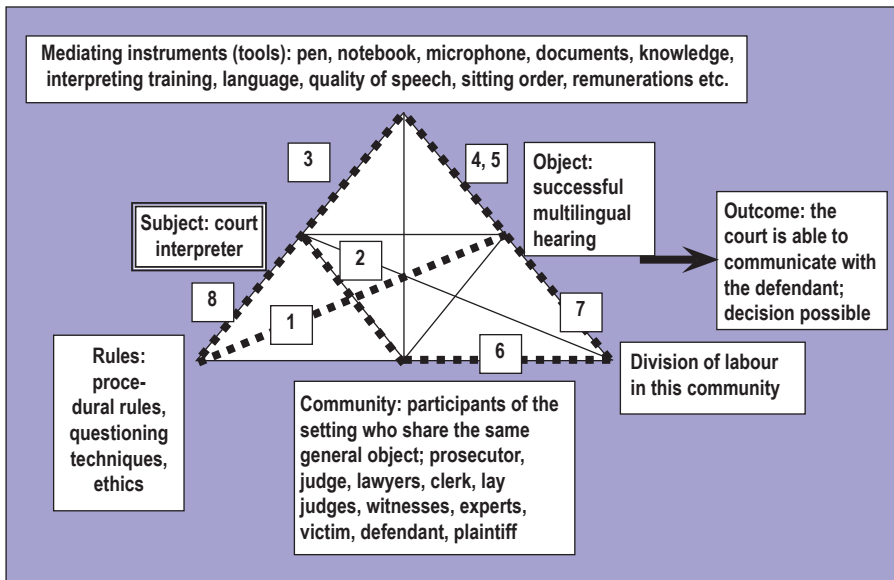 Mediating instruments (tools): pen, notebook, microphone, documents, knowledge,
interpreting training, language, quality of speech, sitting order, remunerations etc.
3
4, 5
Object:
successful
multilingual
hearing
Subject: court
interpreter
Outcome: the
court is able to
communicate with
the defendant;
decision possible
2
8
1
7
6
Rules:
proce-
dural rules,
questioning
techniques,
ethics
Community: participants of the
setting who share the same
general object; prosecutor,
judge, lawyers, clerk, lay
judges, witnesses, experts,
victim, defendant, plaintiff
Division of labour
in this community